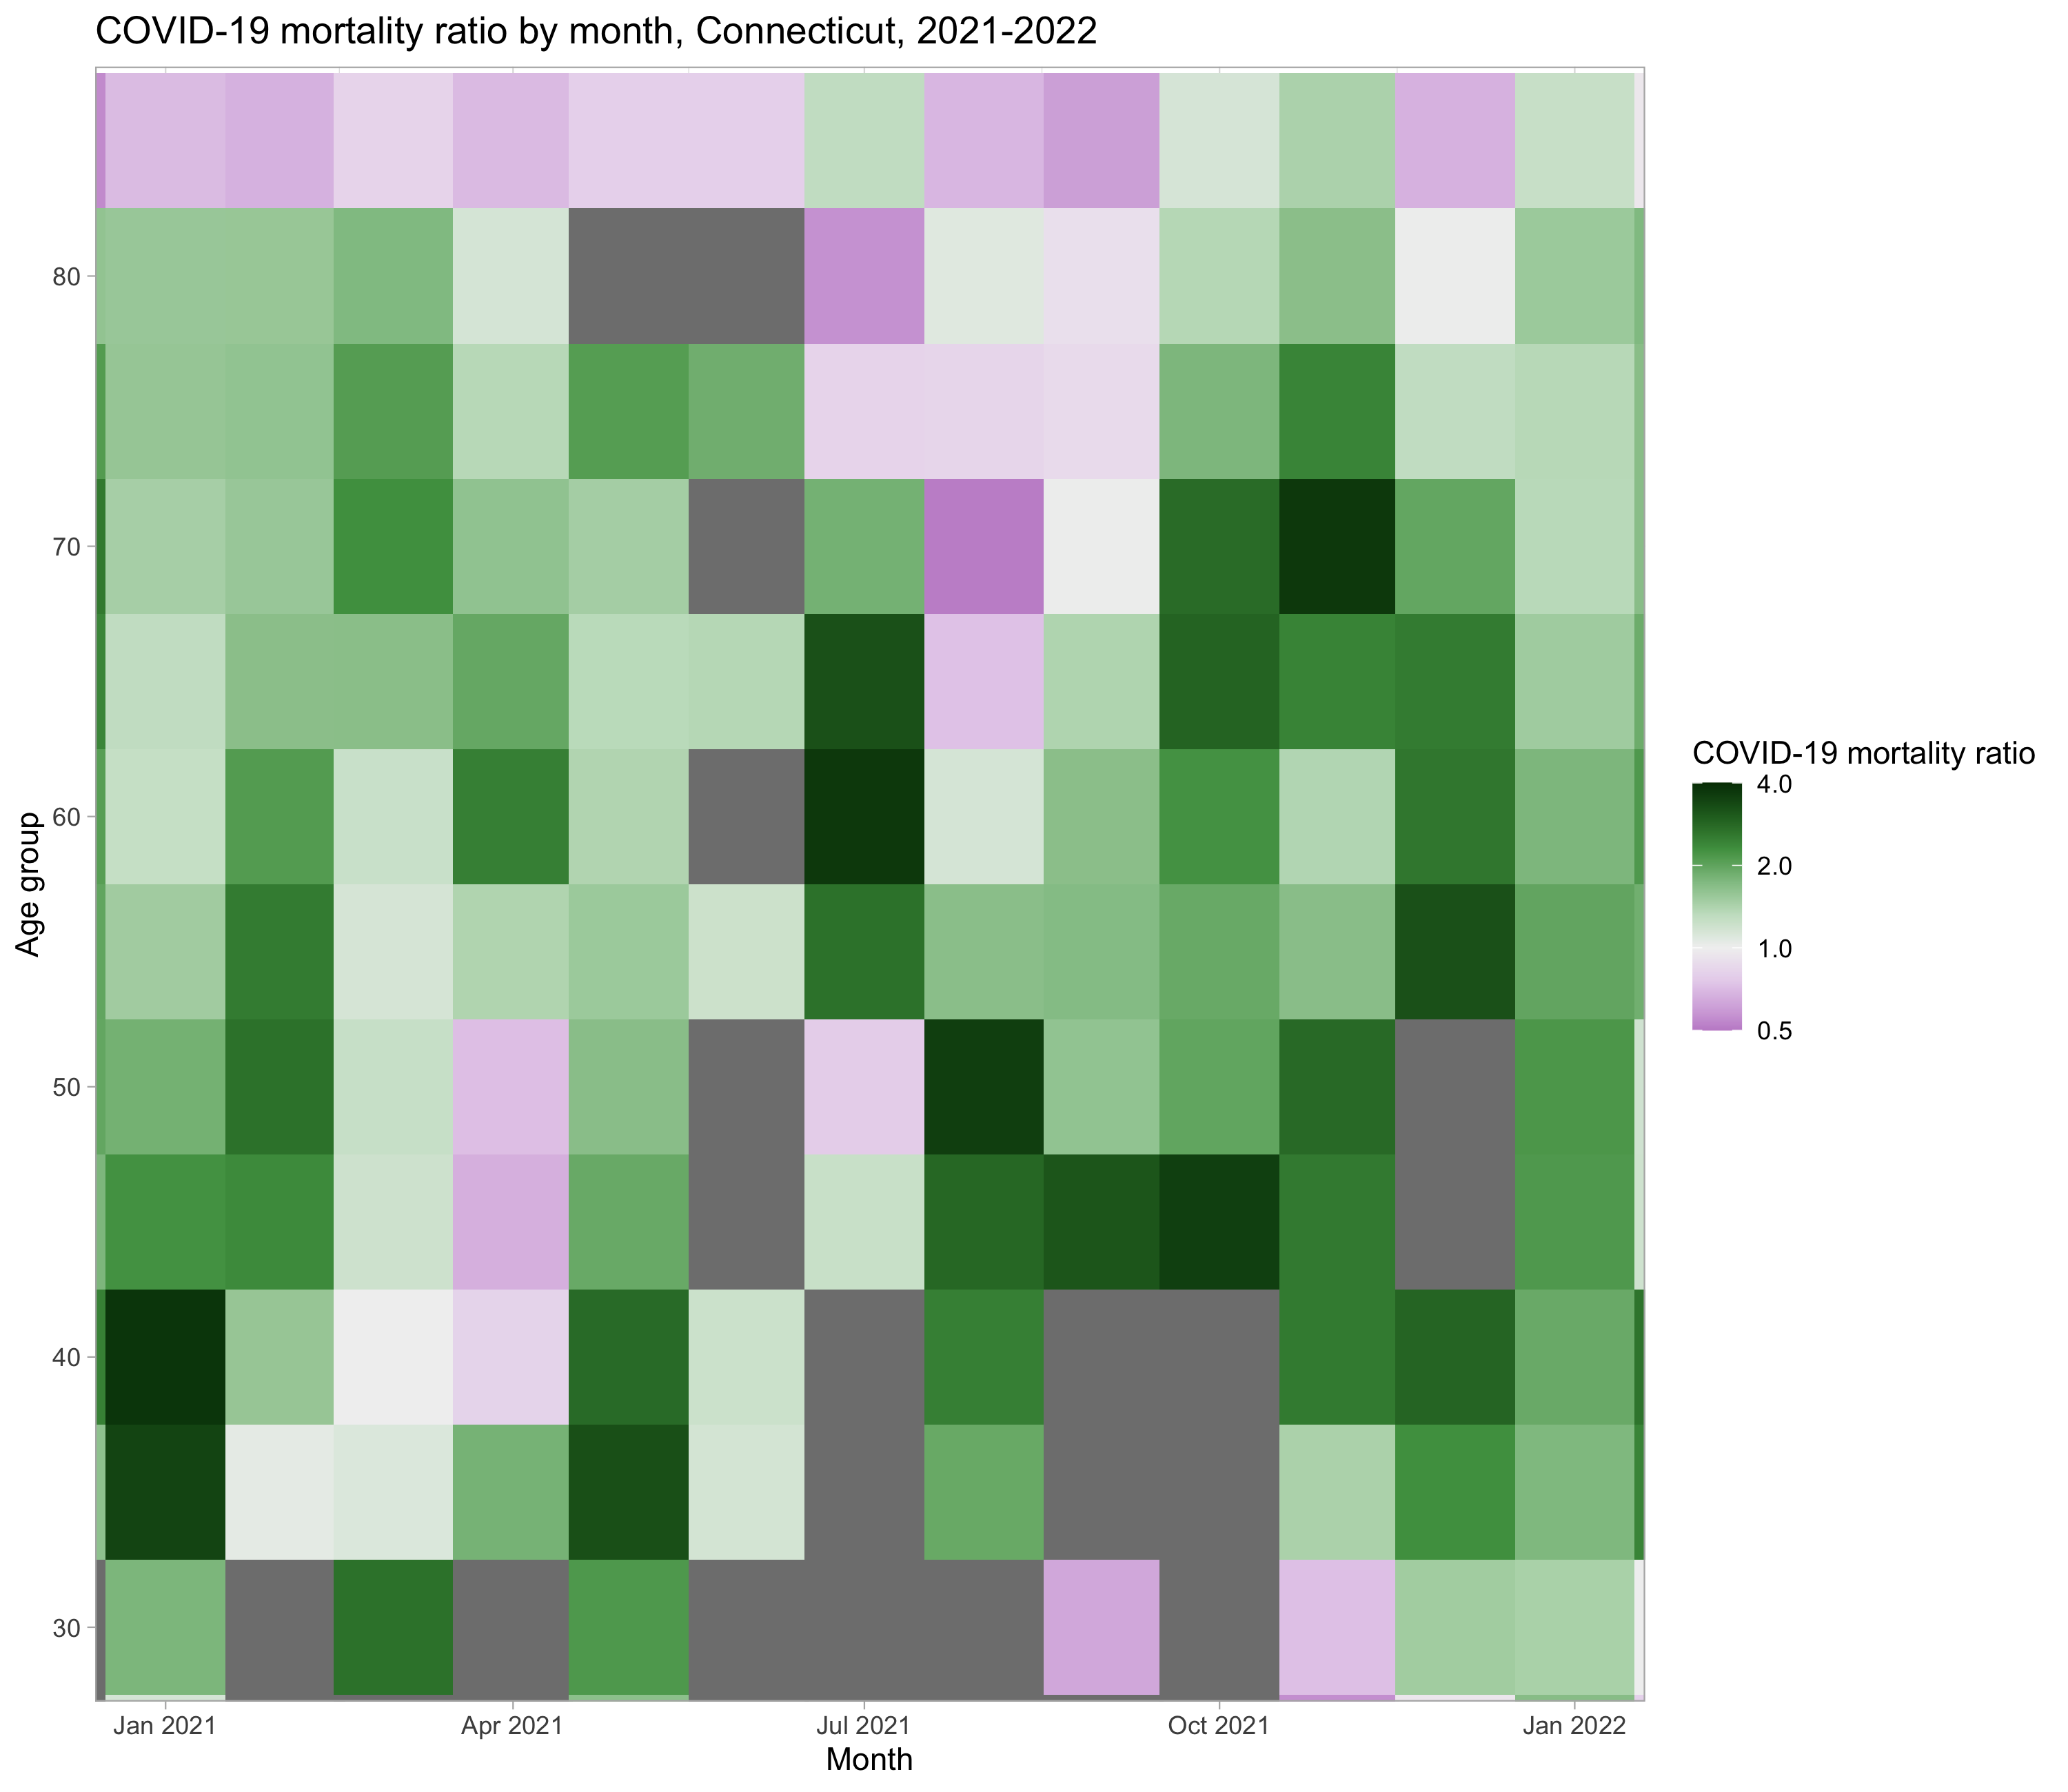 COVID-19 mortality ratio by month, Connecticut, 2021-2022
80
70
60
50
40
30
Age group
Jan 2021
Apr 2021
Jul 2021
Oct 2021
Jan 2022
Month
COVID-19 mortality ratio
4.0
2.0
1.0
0.5